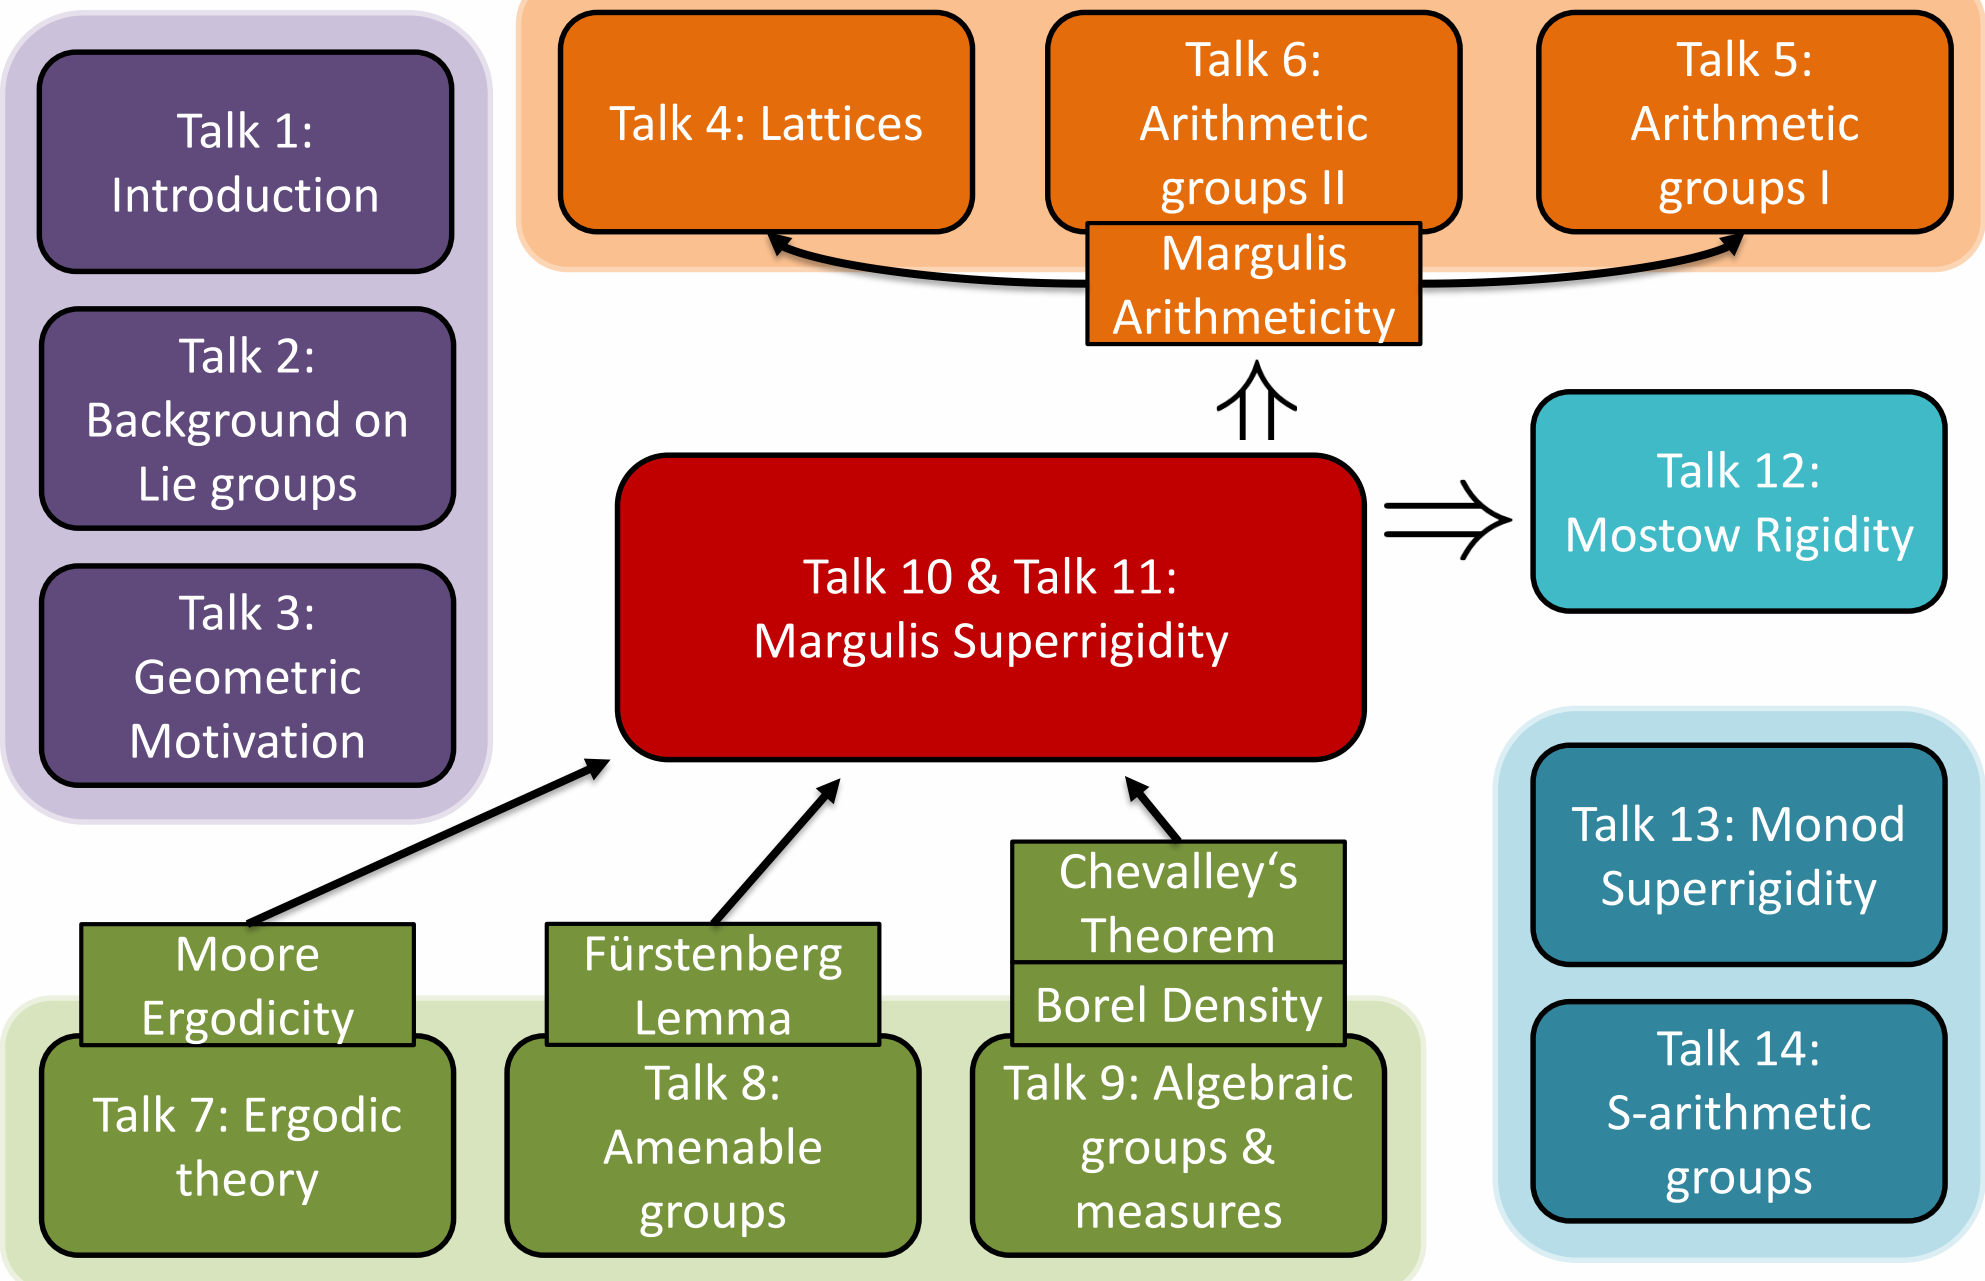 Talk 1:
Introduction
Talk 2:
Background on
Lie groups
Talk 3:
Geometric
Motivation
Talk 4: Lattices
Talk 6:
Arithmetic
groups II
Margulis
Arithmeticity
Talk 5:
Arithmetic
groups I
Talk 10 & Talk 11:
Margulis Superrigidity
Talk 12:
Mostow Rigidity
Moore
Ergodicity
Talk 7: Ergodic
theory
Fürstenberg
Lemma
Talk 8:
Amenable
groups
Chevalley‘s
Theorem
Borel Density
Talk 9: Algebraic
groups &
measures
Talk 13: Monod
Superrigidity
Talk 14:
S-arithmetic
groups